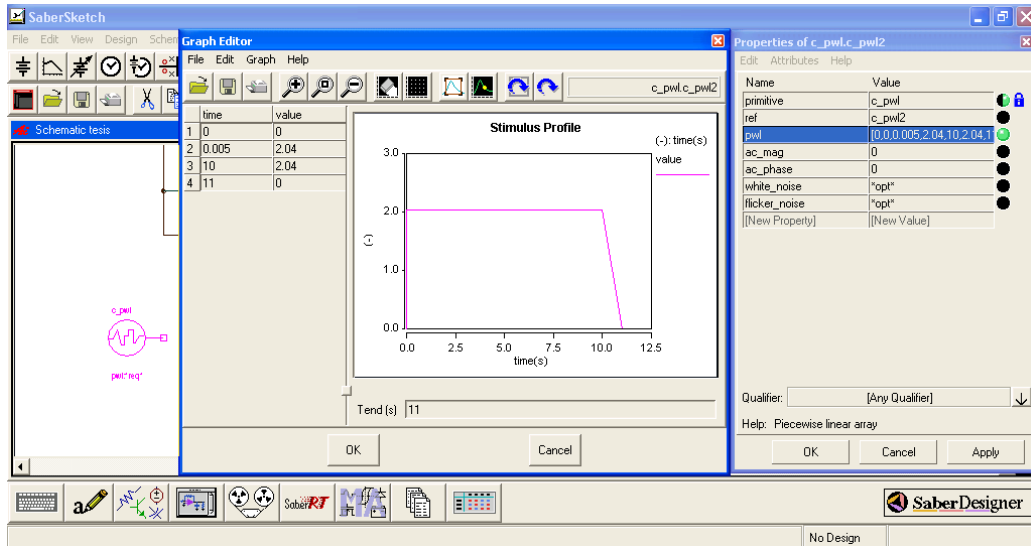 SaberSketch
File Edit View Design Schem
Schematic tesis
c_pwl
pwl:*req*
Graph Editor
File Edit Graph Help
c_pwl.c_pwl2
time value
1 0 0
2 0.005 2.04
3 10 2.04
4 11 0
Stimulus Profile
(-): time(s)
value
3.0
2.0
(-)
1.0
0.0
0.0 2.5 5.0 7.5 10.0 12.5
time(s)
Tend (s) 11
OK Cancel
Properties of c_pwl.c_pwl2
Edit Attributes Help
Name Value
primitive c_pwl
ref c_pwl2
pwl [0,0,0.005,2.04,10,2.04,11
ac_mag 0
ac_phase 0
white_noise *opt*
flicker_noise *opt*
[New Property] [New Value]
Qualifier: [Any Qualifier]
Help: Piecewise linear array
OK Cancel Apply
a
SaberRT
MA
SaberDesigner
No Design